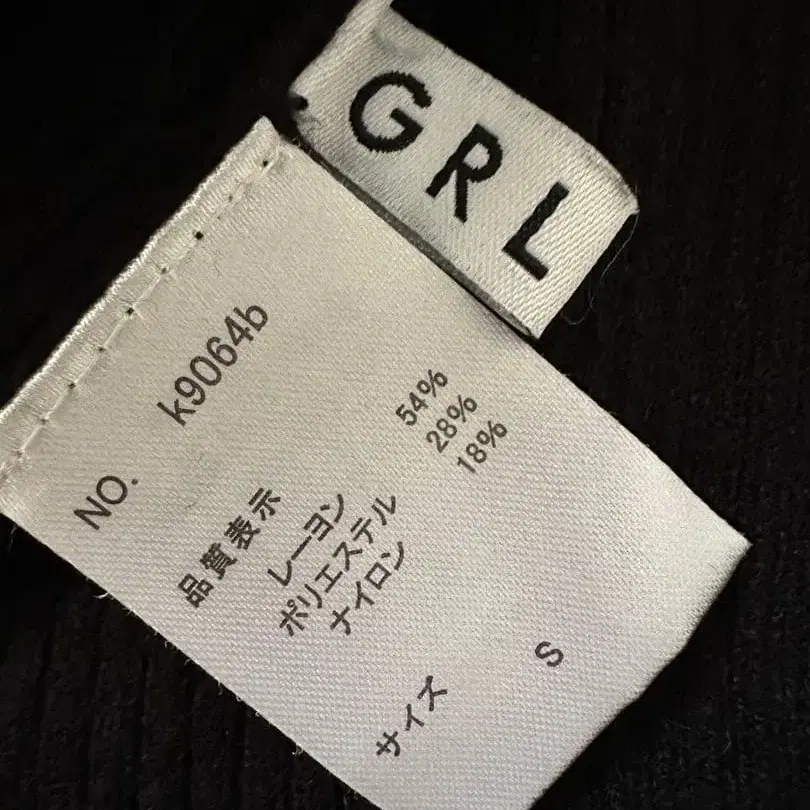 GRL
NO. k9064b
品質表示
レーヨン 54%
ポリエステル 28%
ナイロン 18%
サイズ S